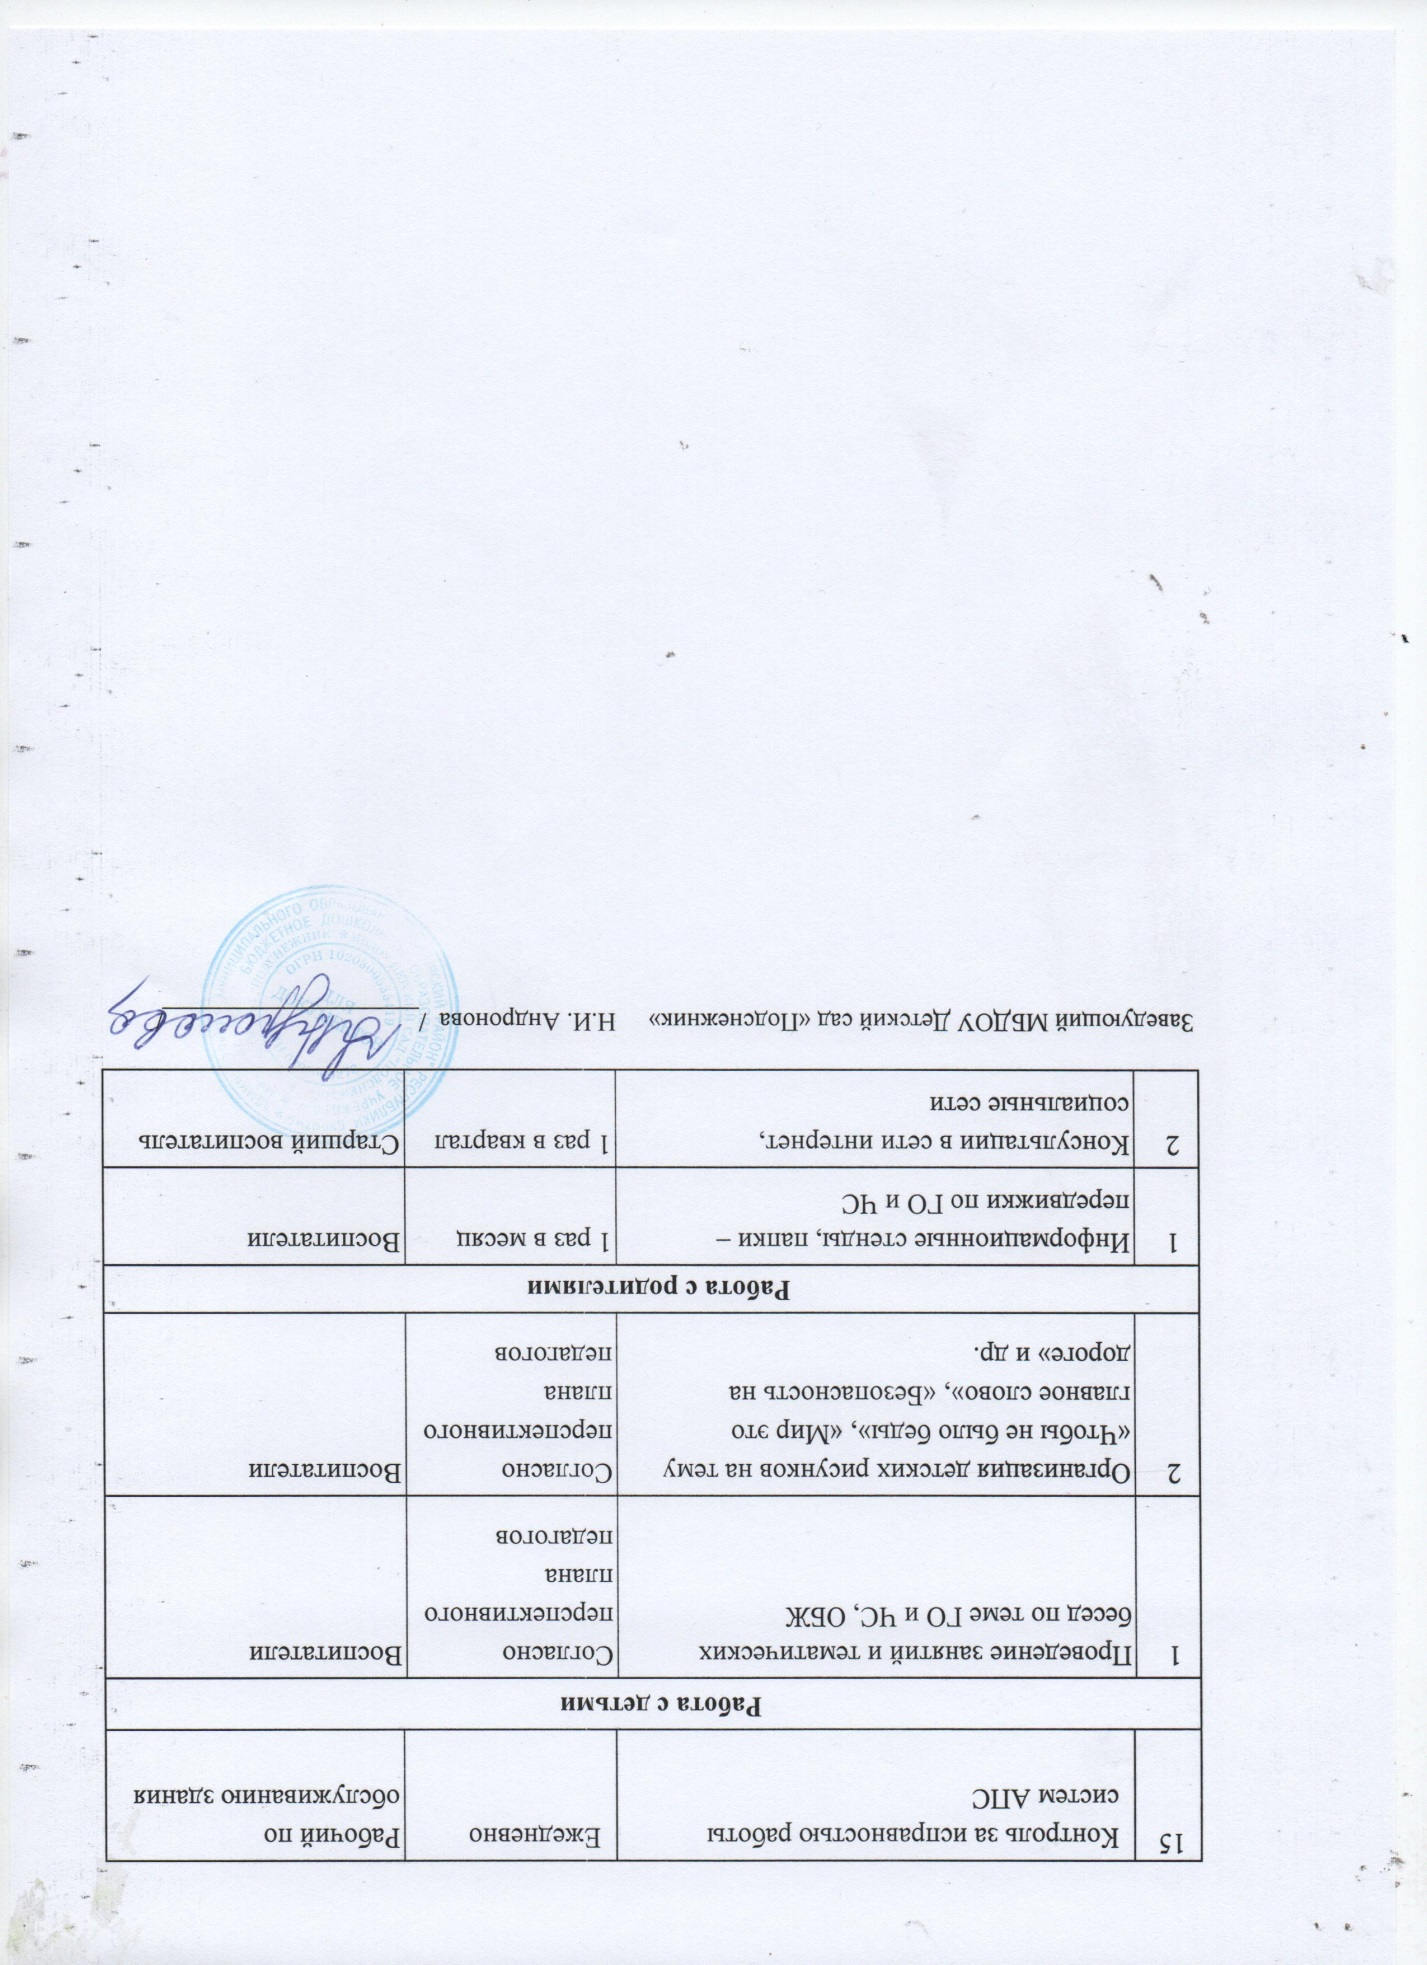 15 Контроль за исправностью работы Ежедневно Рабочий по
систем АПС обслуживанию здания
Работа с детьми
1 Проведение занятий и тематических Согласно Воспитатели
бесед по теме ГО и ЧС, ОБЖ перспективного
плана
педагогов
2 Организация детских рисунков на тему Согласно Воспитатели
«Чтобы не было беды», «Мир это перспективного
главное слово», «Безопасность на плана
дороге» и др. педагогов
Работа с родителями
1 Информационные стенды, папки – 1 раз в месяц Воспитатели
передвижки по ГО и ЧС
2 Консультации в сети интернет, 1 раз в квартал Старший воспитатель
социальные сети
Заведующий МБДОУ Детский сад «Подснежник» Н.И. Андронова /
БЮДЖЕТНОЕ
ОГРН